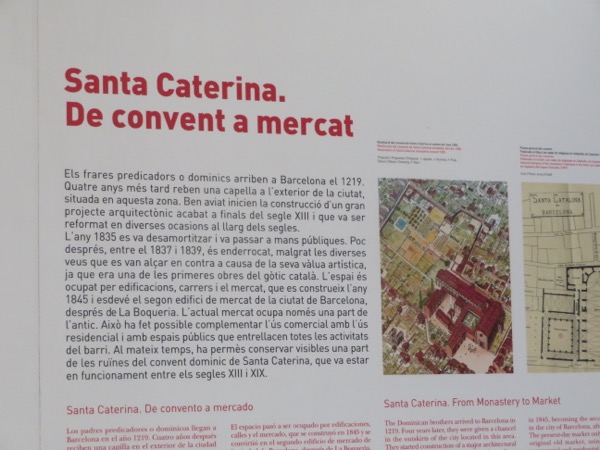 Santa Caterina.
De convent a mercat
Els frares predicadors o dominics arriben a Barcelona el 1219.
Quatre anys més tard reben una capella a l'exterior de la ciutat,
situada en aquesta zona. Ben aviat inicien la construcció d'un gran
projecte arquitectònic acabat a finals del segle XIII i que va ser
reformat en diverses ocasions al llarg dels segles.
L'any 1835 es va desamortitzar i va passar a mans públiques. Poc
després, entre el 1837 i 1839, és enderrocat, malgrat les diverses
veus que es van alçar en contra a causa de la seva vàlua artística,
ja que era una de les primeres obres del gòtic català. L'espai és
ocupat per edificacions, carrers i el mercat, que es construeix l'any
1845 i esdevé el segon edifici de mercat de la ciutat de Barcelona,
després de La Boqueria. L'actual mercat ocupa només una part de
l'antic. Això ha fet possible complementar l'ús comercial amb l'ús
residencial i amb espais públics que entrellacen totes les activitats
del barri. Al mateix temps, ha permès conservar visibles una part
de les ruïnes del convent dominic de Santa Caterina, que va estar
en funcionament entre els segles XIII i XIX.
Santa Caterina. De convento a mercado
Los padres predicadores o dominicos llegan a
Barcelona en el año 1219. Cuatro años después
reciben una capilla en el exterior de la ciudad
El espacio pasó a ser ocupado por edificaciones,
calles y el mercado, que se construyó en 1845 y se
convirtió en el segundo edificio de mercado de
SANTA CATALINA
BARCELONA
Santa Caterina. From Monastery to Market
The Dominican brothers arrived to Barcelona in
1219. Four years later, they were given a chapel
in the outskirts of the city located in this area.
They started construction of a major architectural
in 1845, becoming the second
in the city of Barcelona, after
The present-day market only
original old market,